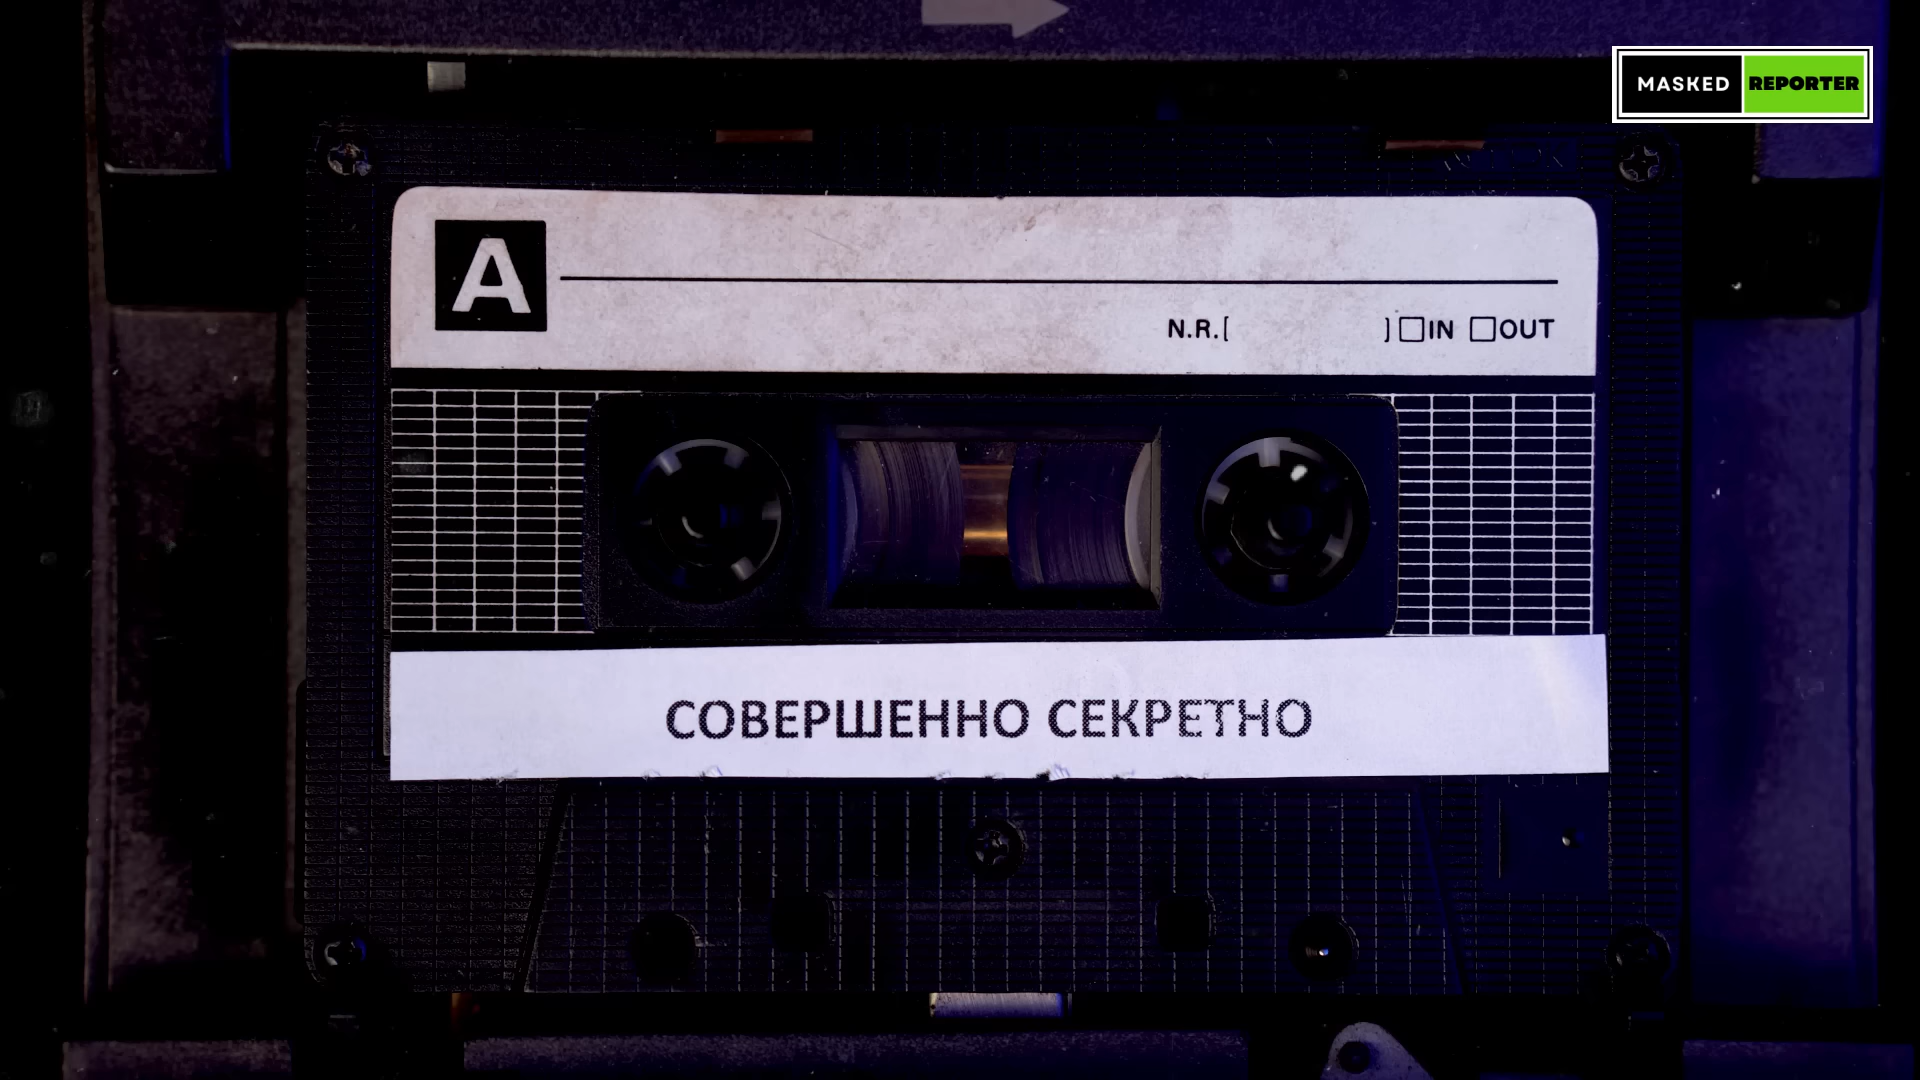 MASKED REPORTER
A
N.R.[ ] IN OUT
СОВЕРШЕННО СЕКРЕТНО